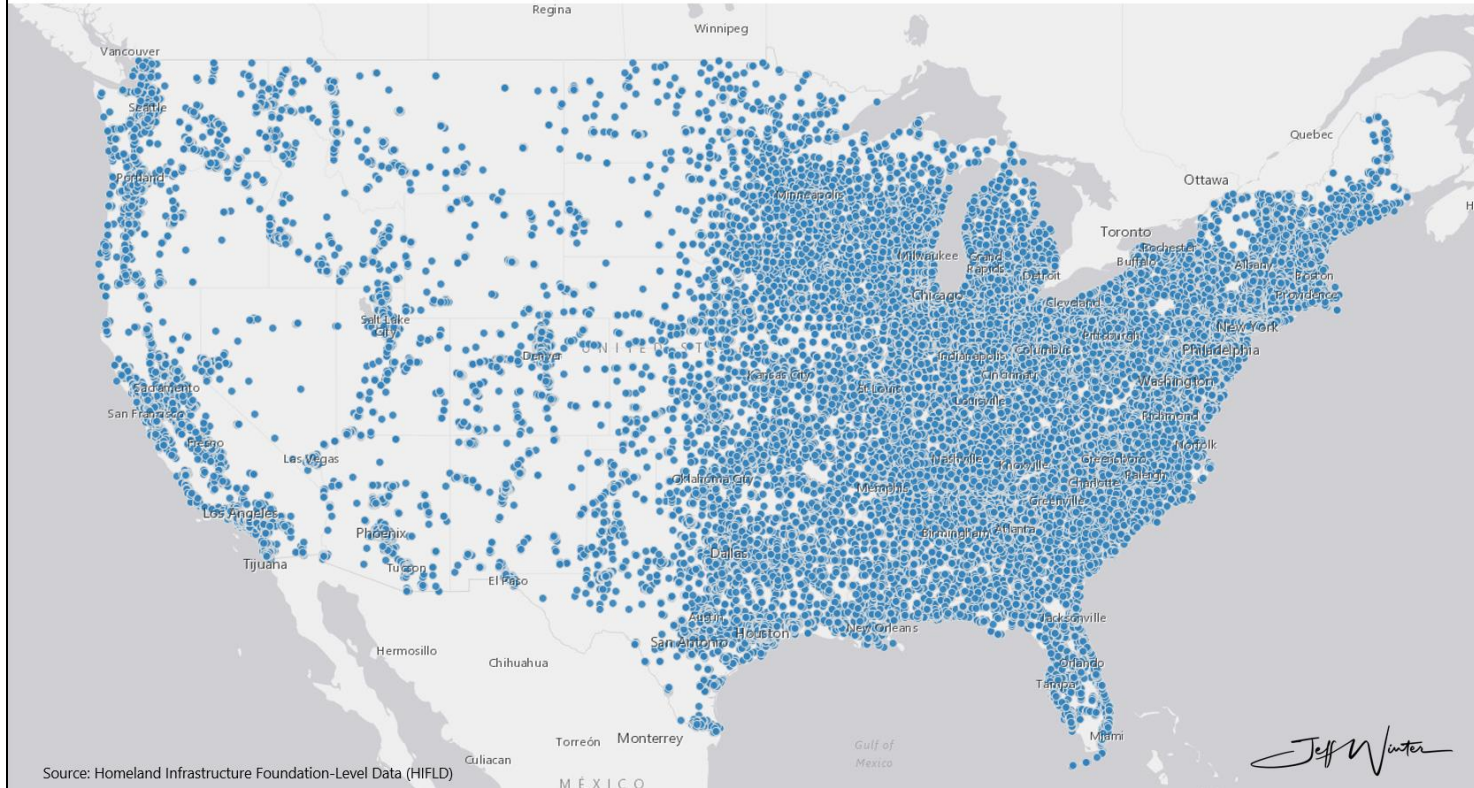 Regina
Winnipeg
Vancouver
Seattle
Quebec
Portland
Minneapolis
Ottawa
H
Toronto
Rochester
Milwaukee
Grand
Rapids
Buffalo
Albany
Detroit
Boston
Chicago
Providence
Cleveland
Salt Lake
City
New York
Pittsburgh
UNITED STA
Denver
Indianapolis
Columbus
Philadelphia
Kansas City
Cincinnati
Washington
Sacramento
St Louis
Louisville
San Francisco
Richmond
Fresno
Norfolk
Las Vegas
Nashville
Knoxville
Greensboro
Oklahoma City
Memphis
Charlotte
Raleigh
Greenville
Los Angeles
Phoenix
Birmingham
Atlanta
Dallas
Tijuana
Tucson
El Paso
Austin
Jacksonville
New Orleans
Houston
San Antonio
Hermosillo
Chihuahua
Orlando
Tampa
Miami
Torreón
Monterrey
Gulf of
Mexico
Culiacan
Jeff Winter
Source: Homeland Infrastructure Foundation-Level Data (HIFLD)
MÉXICO